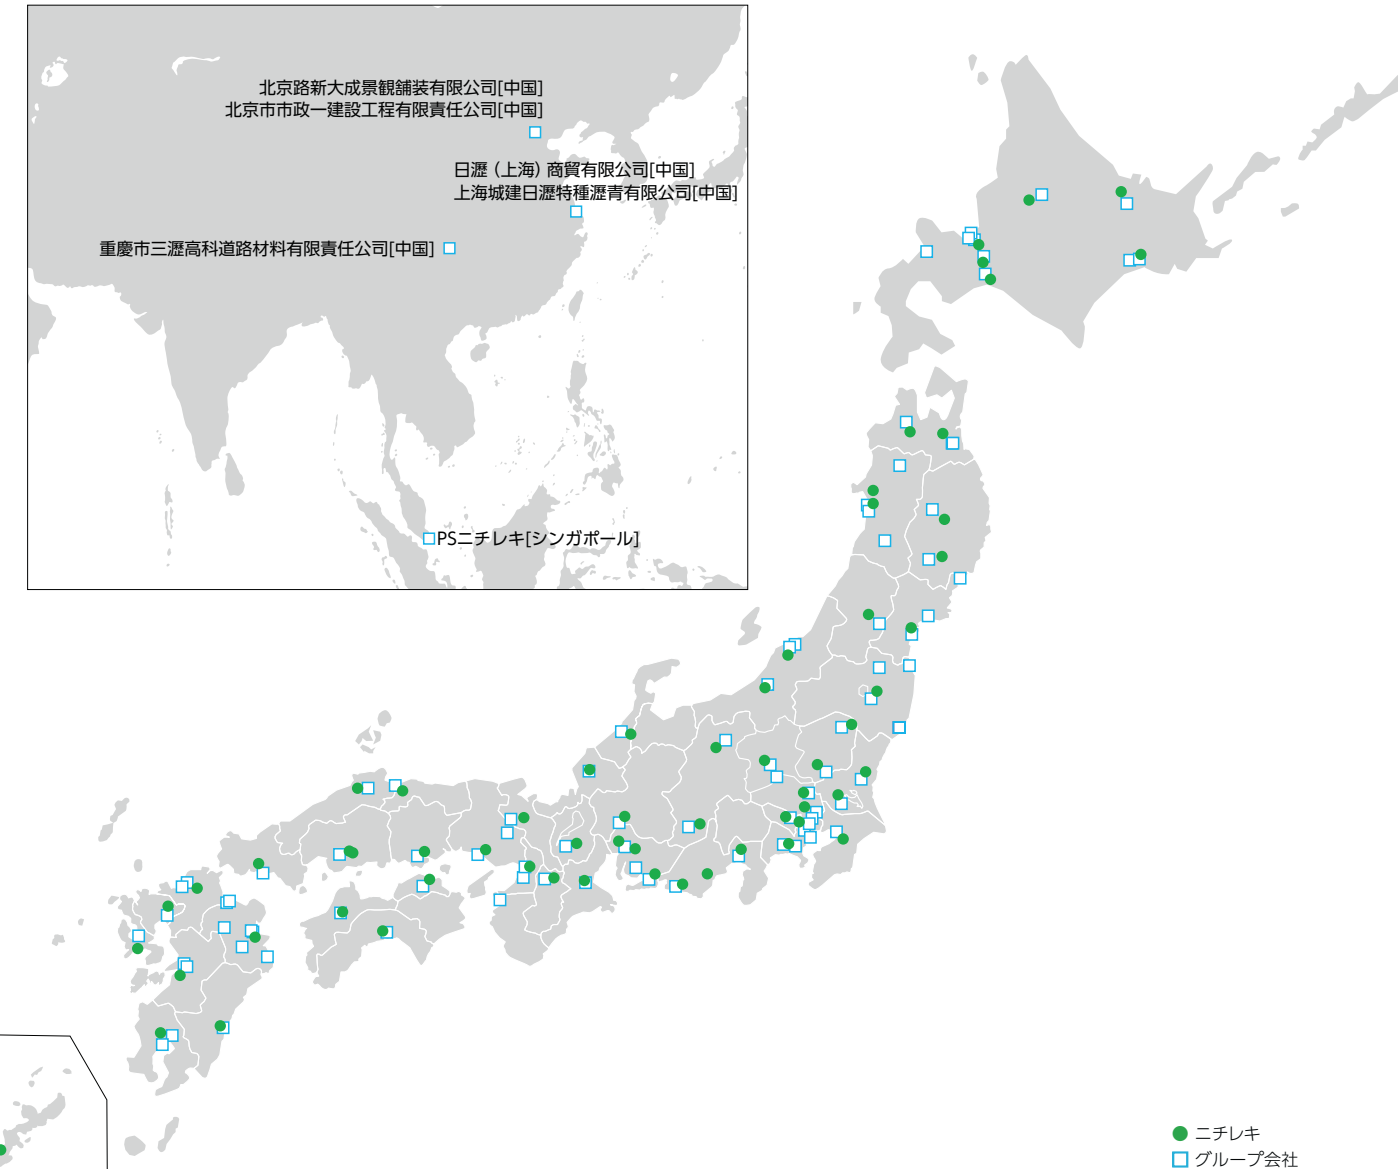 北京路新大成景観舗装有限公司[中国]
北京市市政一建設工程有限責任公司[中国]
日瀝（上海）商貿有限公司[中国]
上海城建日瀝特種瀝青有限公司[中国]
重慶市三瀝高科道路材料有限責任公司[中国]
PSニチレキ[シンガポール]
ニチレキ
グループ会社